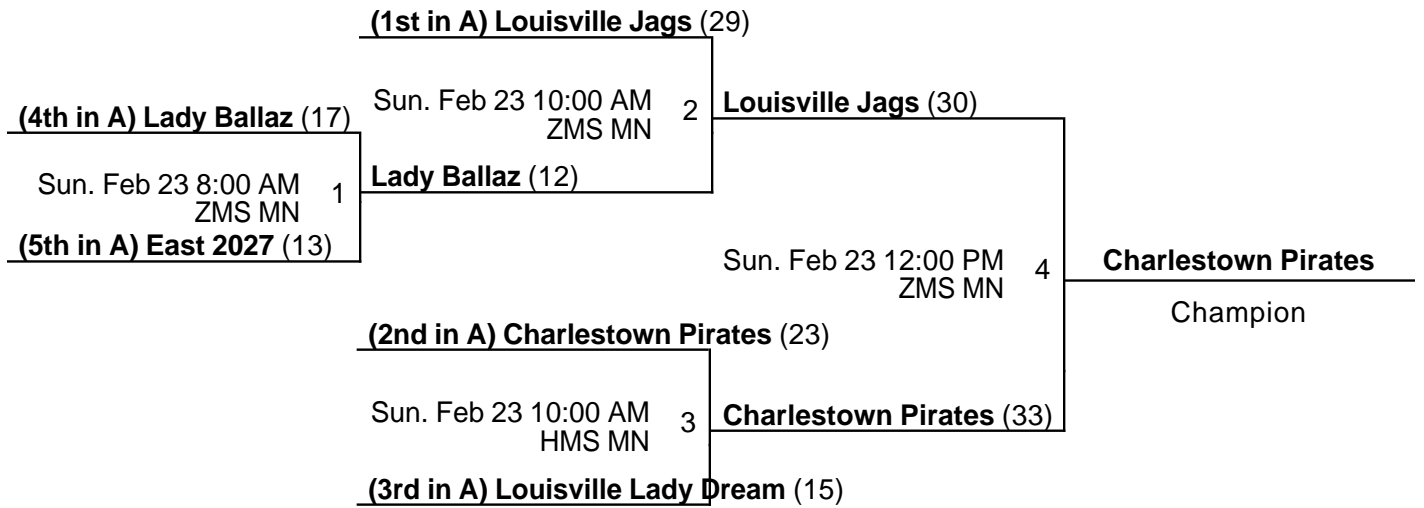 (1st in A) Louisville Jags (29)
Sun. Feb 23 10:00 AM
ZMS MN
2
Louisville Jags (30)
(4th in A) Lady Ballaz (17)
Sun. Feb 23 8:00 AM
ZMS MN
1
Lady Ballaz (12)
(5th in A) East 2027 (13)
Sun. Feb 23 12:00 PM
ZMS MN
4
Charlestown Pirates
Champion
(2nd in A) Charlestown Pirates (23)
Sun. Feb 23 10:00 AM
HMS MN
3
Charlestown Pirates (33)
(3rd in A) Louisville Lady Dream (15)